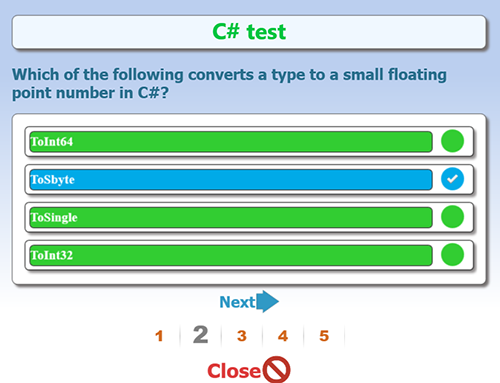 C# test
Which of the following converts a type to a small floating
point number in C#?
ToInt64
ToSbyte
ToSingle
ToInt32
Next
1 2 3 4 5
Close